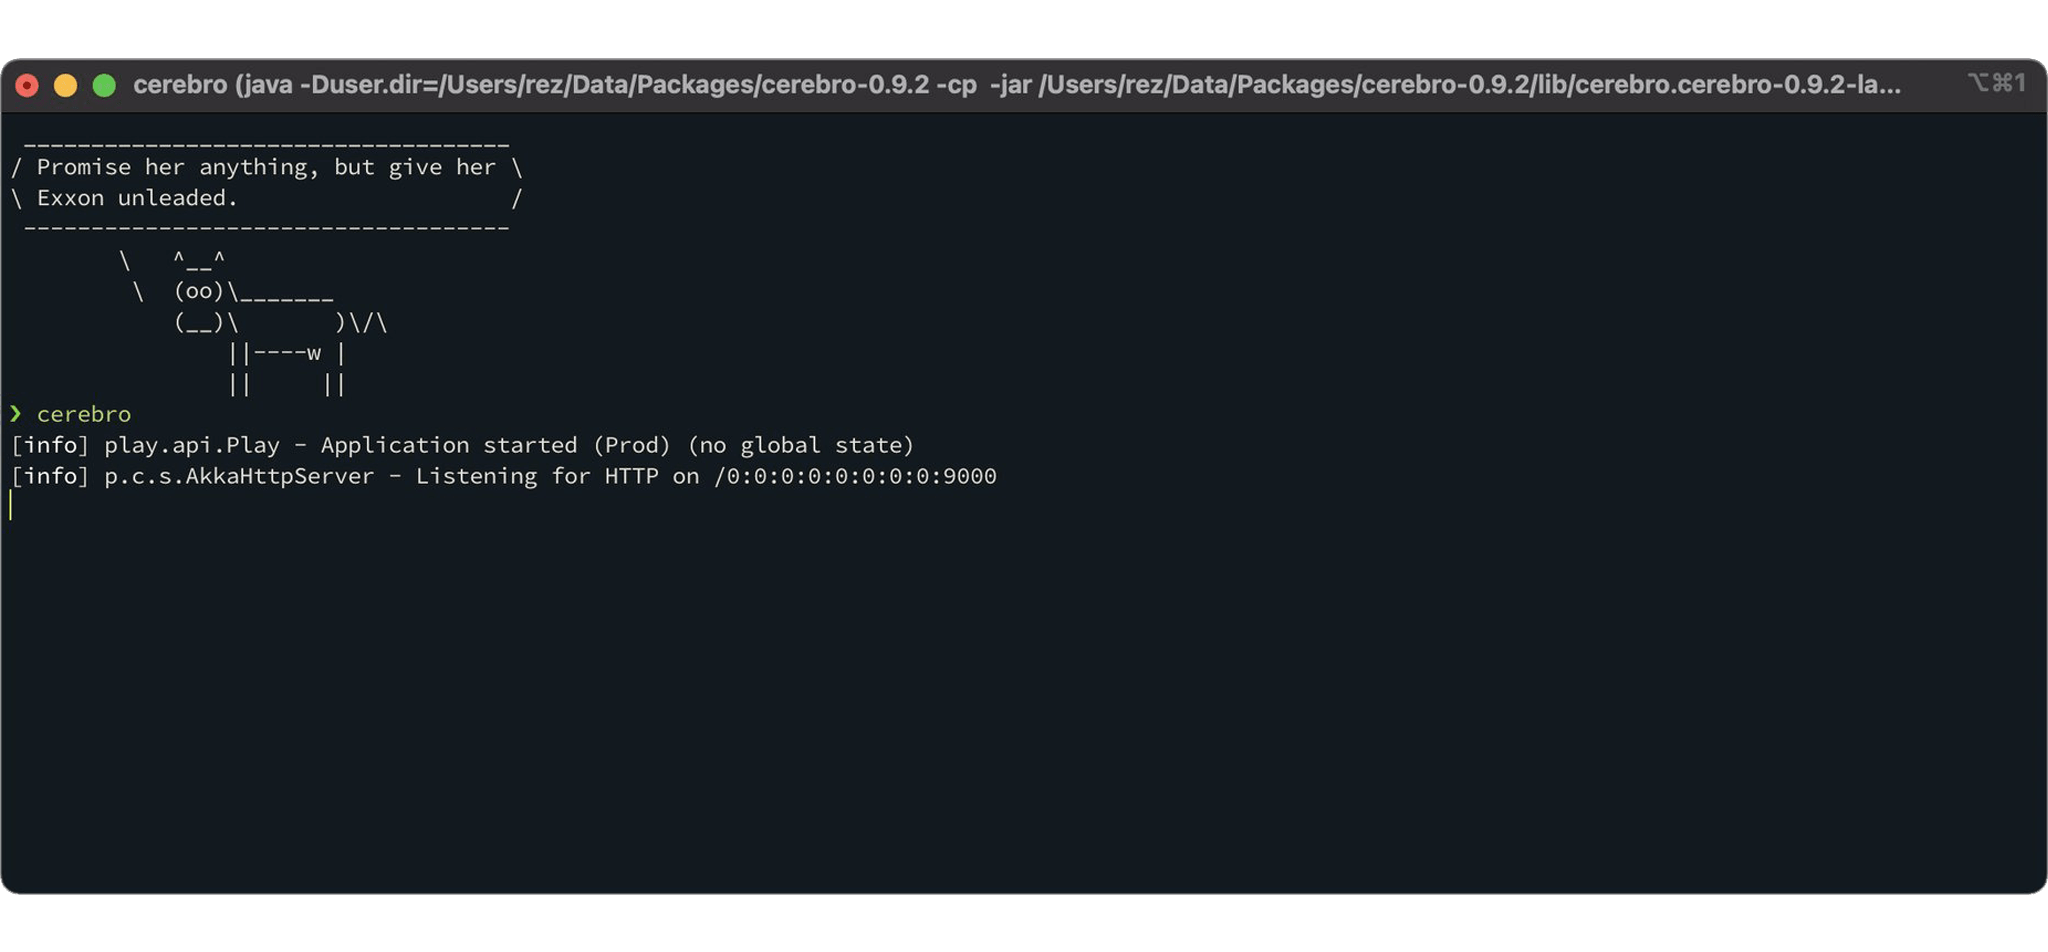 cerebro (java -Duser.dir=/Users/rez/Data/Packages/cerebro-0.9.2 -cp  -jar /Users/rez/Data/Packages/cerebro-0.9.2/lib/cerebro.cerebro-0.9.2-la... ⌥⌘1
 ____________________________________
/ Promise her anything, but give her \
\ Exxon unleaded.                    /
 ------------------------------------
        \   ^__^
         \  (oo)\_______
            (__)\       )\/\
                ||----w |
                ||     ||
❯ cerebro
[info] play.api.Play - Application started (Prod) (no global state)
[info] p.c.s.AkkaHttpServer - Listening for HTTP on /0:0:0:0:0:0:0:0:9000